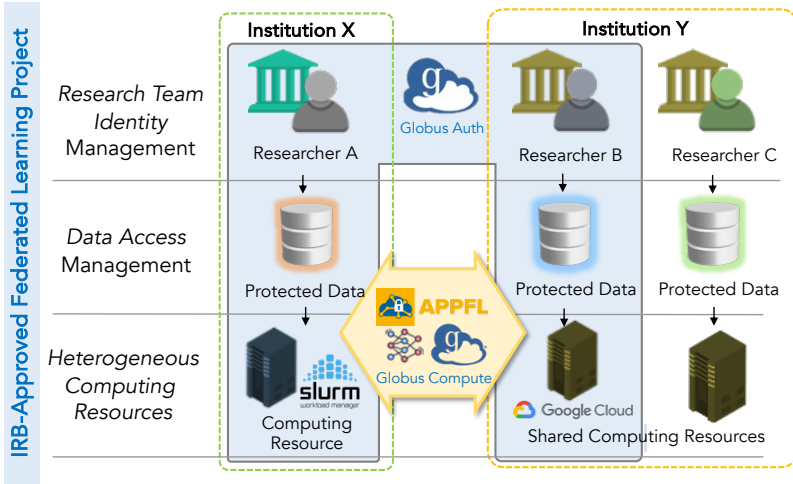 IRB-Approved Federated Learning Project
Institution X
Institution Y
Research Team
Identity
Management
g
Globus Auth
Researcher A
Researcher B
Researcher C
Data Access
Management
Protected Data
Protected Data
Protected Data
APPFL
g
Globus Compute
Heterogeneous
Computing
Resources
slurm
workload manager
Computing
Resource
Google Cloud
Shared Computing Resources